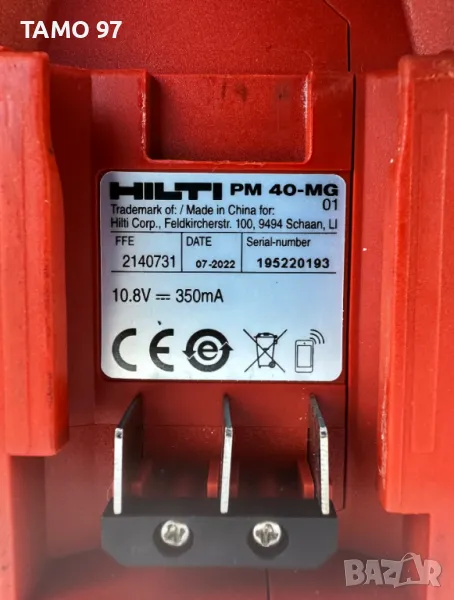 TAMO 97
HILTI PM 40-MG
01
Trademark of: / Made in China for:
Hilti Corp., Feldkircherstr. 100, 9494 Schaan, LI
FFE DATE Serial-number
2140731 07-2022 195220193
10.8V ⎓ 350mA
CE e
BAZAR